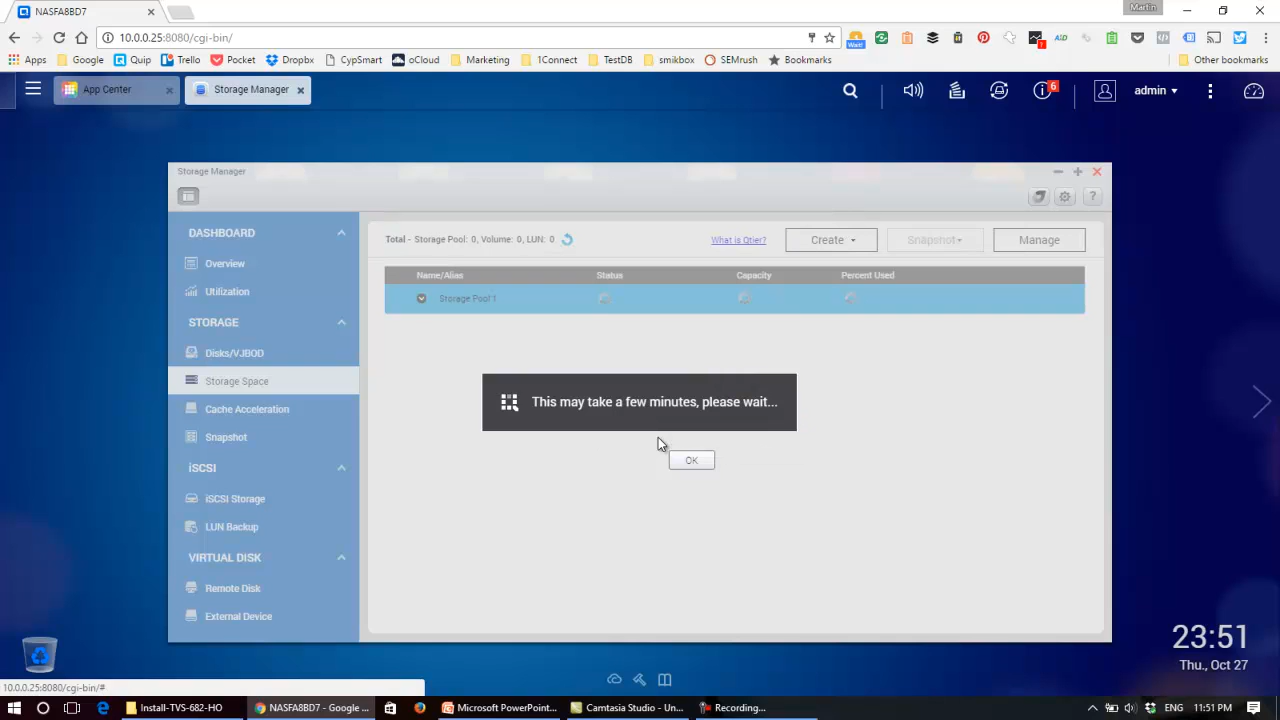 NASFA8BD7
Martin
10.0.0.25:8080/cgi-bin/
Wait!
Apps Google Quip Trello Pocket Dropbx TypSmart oCloud Marketing 1Connect TestDB smikbox SEMrush Bookmarks Other bookmarks
App Center Storage Manager 6 admin
Storage Manager
DASHBOARD
Overview
Utilization
STORAGE
Disks/VJBOD
Storage Space
Cache Acceleration
Snapshot
iSCSI
iSCSI Storage
LUN Backup
VIRTUAL DISK
Remote Disk
External Device
Total - Storage Pool: 0, Volume: 0, LUN: 0 What is Qtier? Create Snapshot Manage
Name/Alias Status Capacity Percent Used
Storage Pool 1
This may take a few minutes, please wait...
OK
23:51
Thu., Oct 27
10.0.0.25:8080/cgi-bin/#
Install-TVS-682-HO NASFA8BD7 - Google ... Microsoft PowerPoint... Camtasia Studio - Un... Recording... ENG 11:51 PM